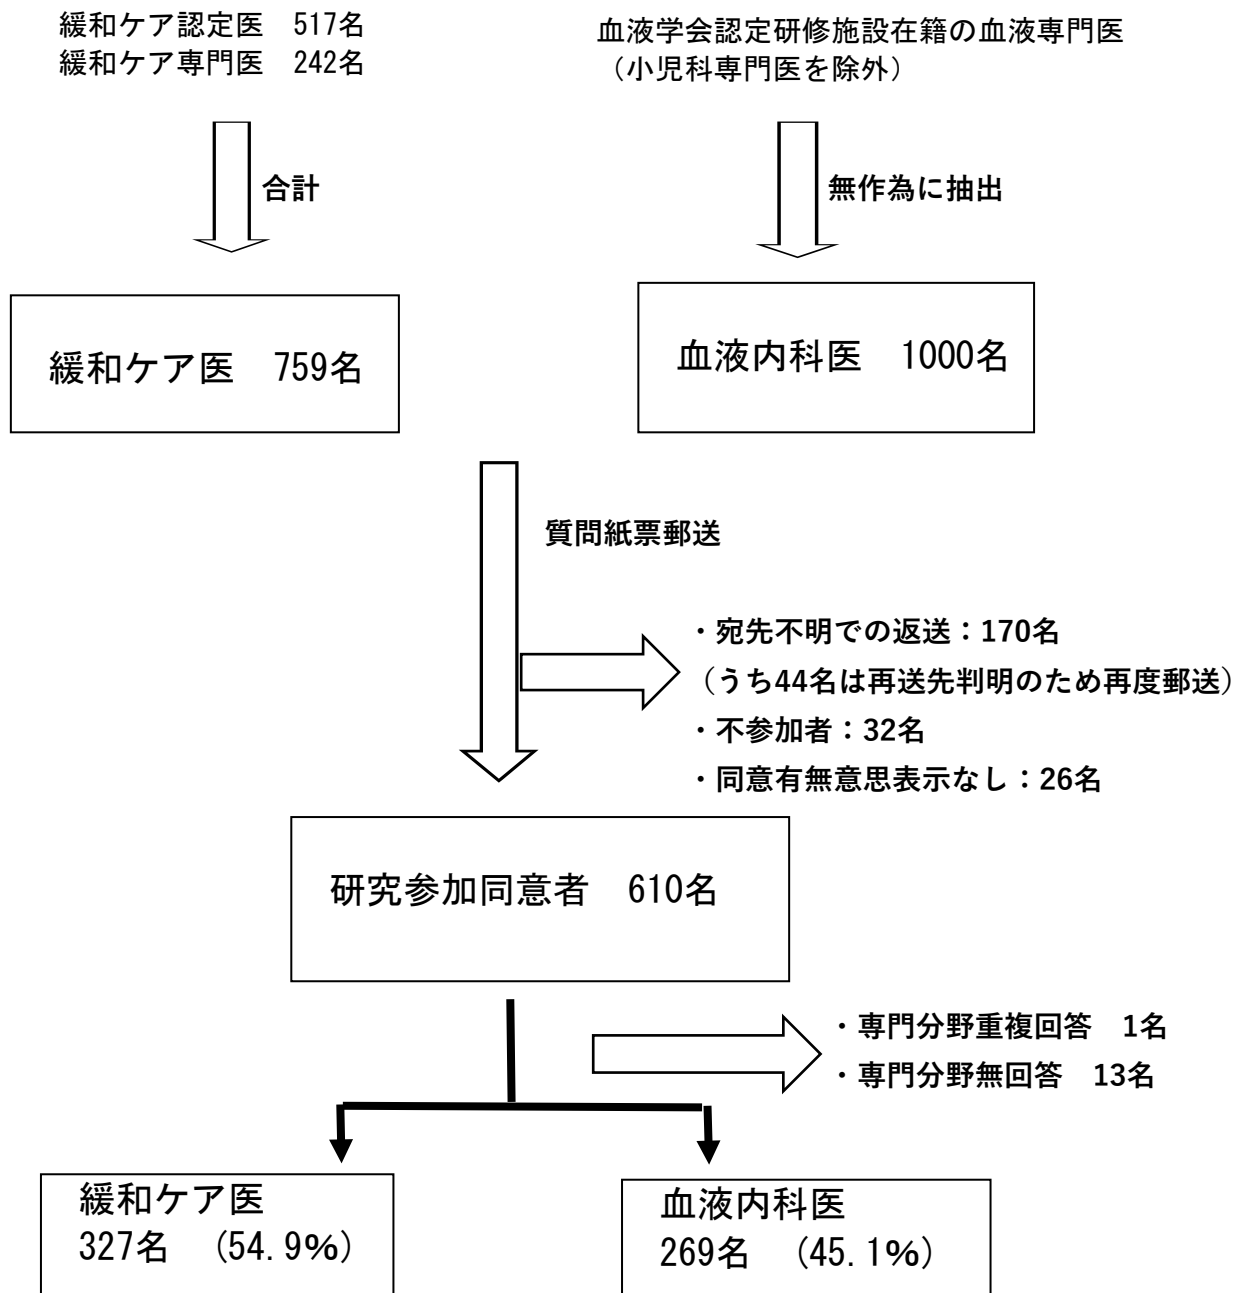 緩和ケア認定医　517名
緩和ケア専門医　242名
血液学会認定研修施設在籍の血液専門医
（小児科専門医を除外）
合計
無作為に抽出
緩和ケア医　759名
血液内科医　1000名
質問紙票郵送
・宛先不明での返送：170名
（うち44名は再送先判明のため再度郵送）
・不参加者：32名
・同意有無意思表示なし：26名
研究参加同意者　610名
・専門分野重複回答　1名
・専門分野無回答　13名
緩和ケア医
327名　（54.9%）
血液内科医
269名　（45.1%）